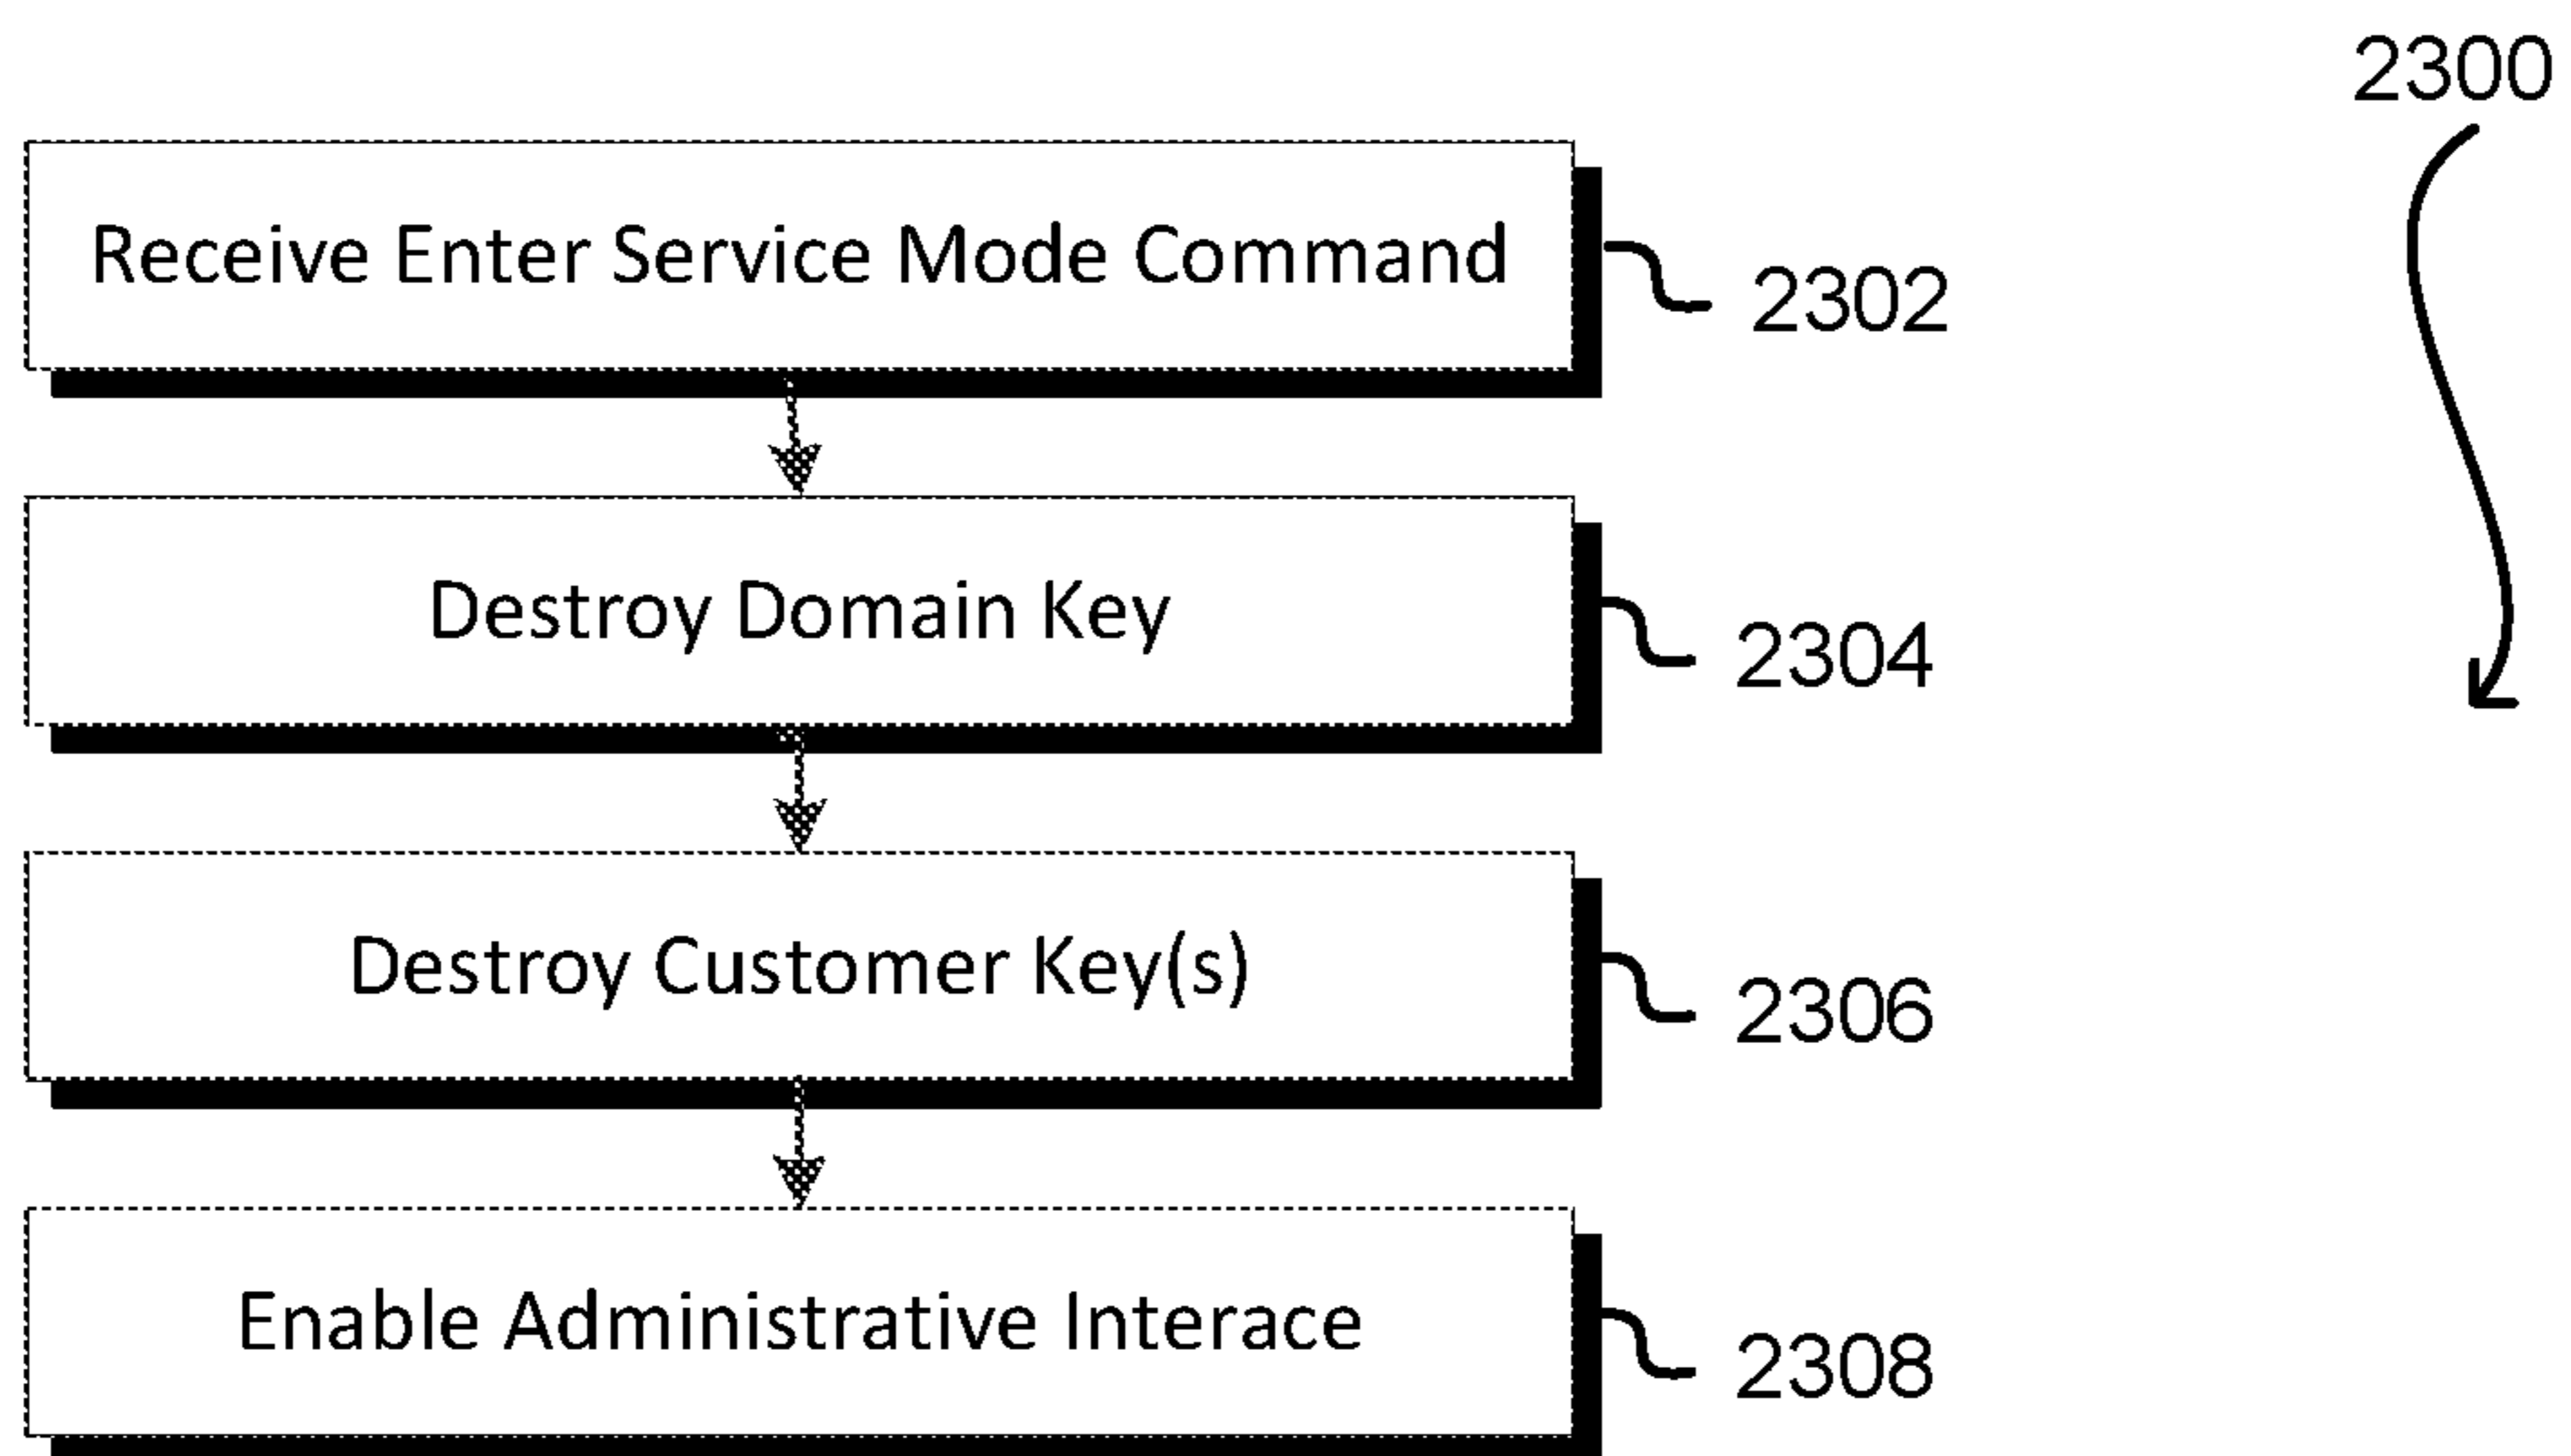 2300
Receive Enter Service Mode Command
2302
Destroy Domain Key
2304
Destroy Customer Key(s)
2306
Enable Administrative Interace
2308